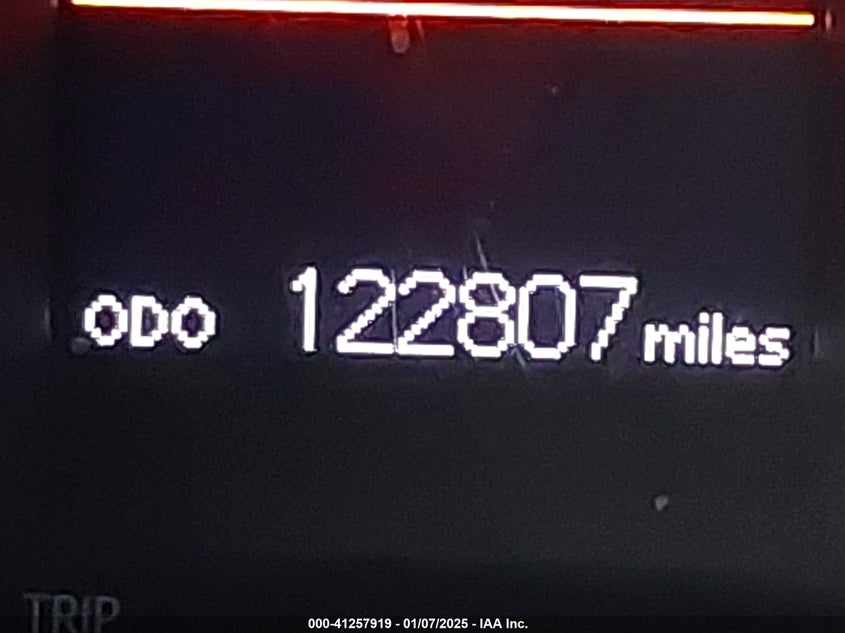 ODO 122807 miles
TRIP
000-41257919 - 01/07/2025 - IAA Inc.